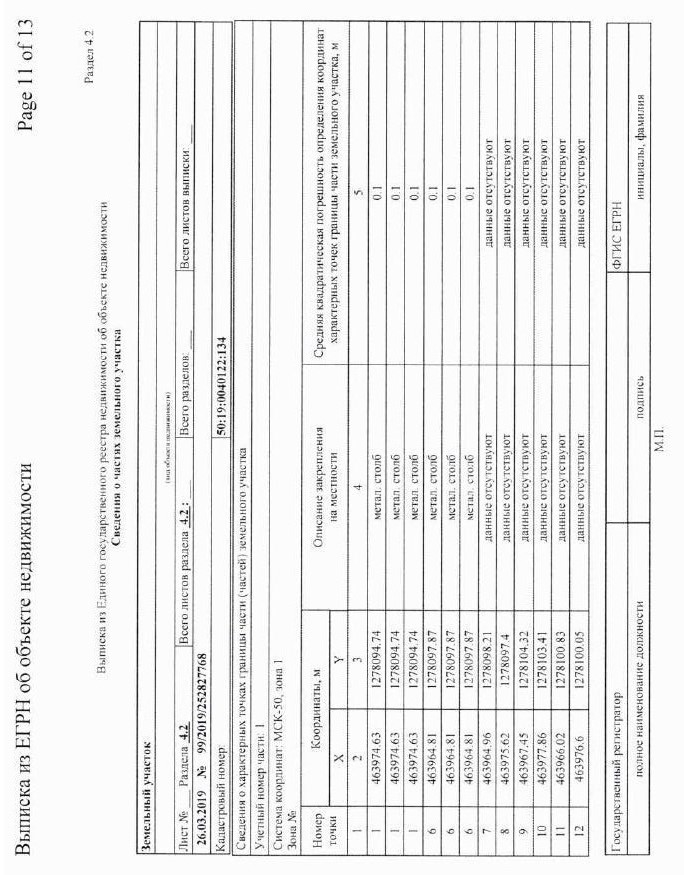 Выписка из ЕГРН об объекте недвижимости Page 11 of 13
Раздел 4.2
Выписка из Единого государственного реестра недвижимости об объекте недвижимости
Сведения о частях земельного участка
Земельный участок
(вид объекта недвижимости)
Лист № ___ Раздела 4.2 Всего листов раздела 4.2 : Всего разделов: ___ Всего листов выписки: ___
26.03.2019 № 99/2019/252827768
Кадастровый номер: 50:19:0040122:134
Сведения о характерных точках границы части (частей) земельного участка
Учетный номер части: 1
Система координат: МСК-50, зона 1
Зона №
Номер точки Координаты, м Описание закрепления на местности Средняя квадратическая погрешность определения координат характерных точек границы части земельного участка, м
X Y
1 2 3 4 5
1 463974.63 1278094.74 метал. столб 0.1
1 463974.63 1278094.74 метал. столб 0.1
1 463974.63 1278094.74 метал. столб 0.1
6 463964.81 1278097.87 метал. столб 0.1
6 463964.81 1278097.87 метал. столб 0.1
6 463964.81 1278097.87 метал. столб 0.1
7 463964.96 1278098.21 данные отсутствуют данные отсутствуют
8 463975.62 1278097.4 данные отсутствуют данные отсутствуют
9 463967.45 1278104.32 данные отсутствуют данные отсутствуют
10 463977.86 1278103.41 данные отсутствуют данные отсутствуют
11 463966.02 1278100.83 данные отсутствуют данные отсутствуют
12 463976.6 1278100.05 данные отсутствуют данные отсутствуют
Государственный регистратор ФГИС ЕГРН
полное наименование должности подпись инициалы, фамилия
М.П.